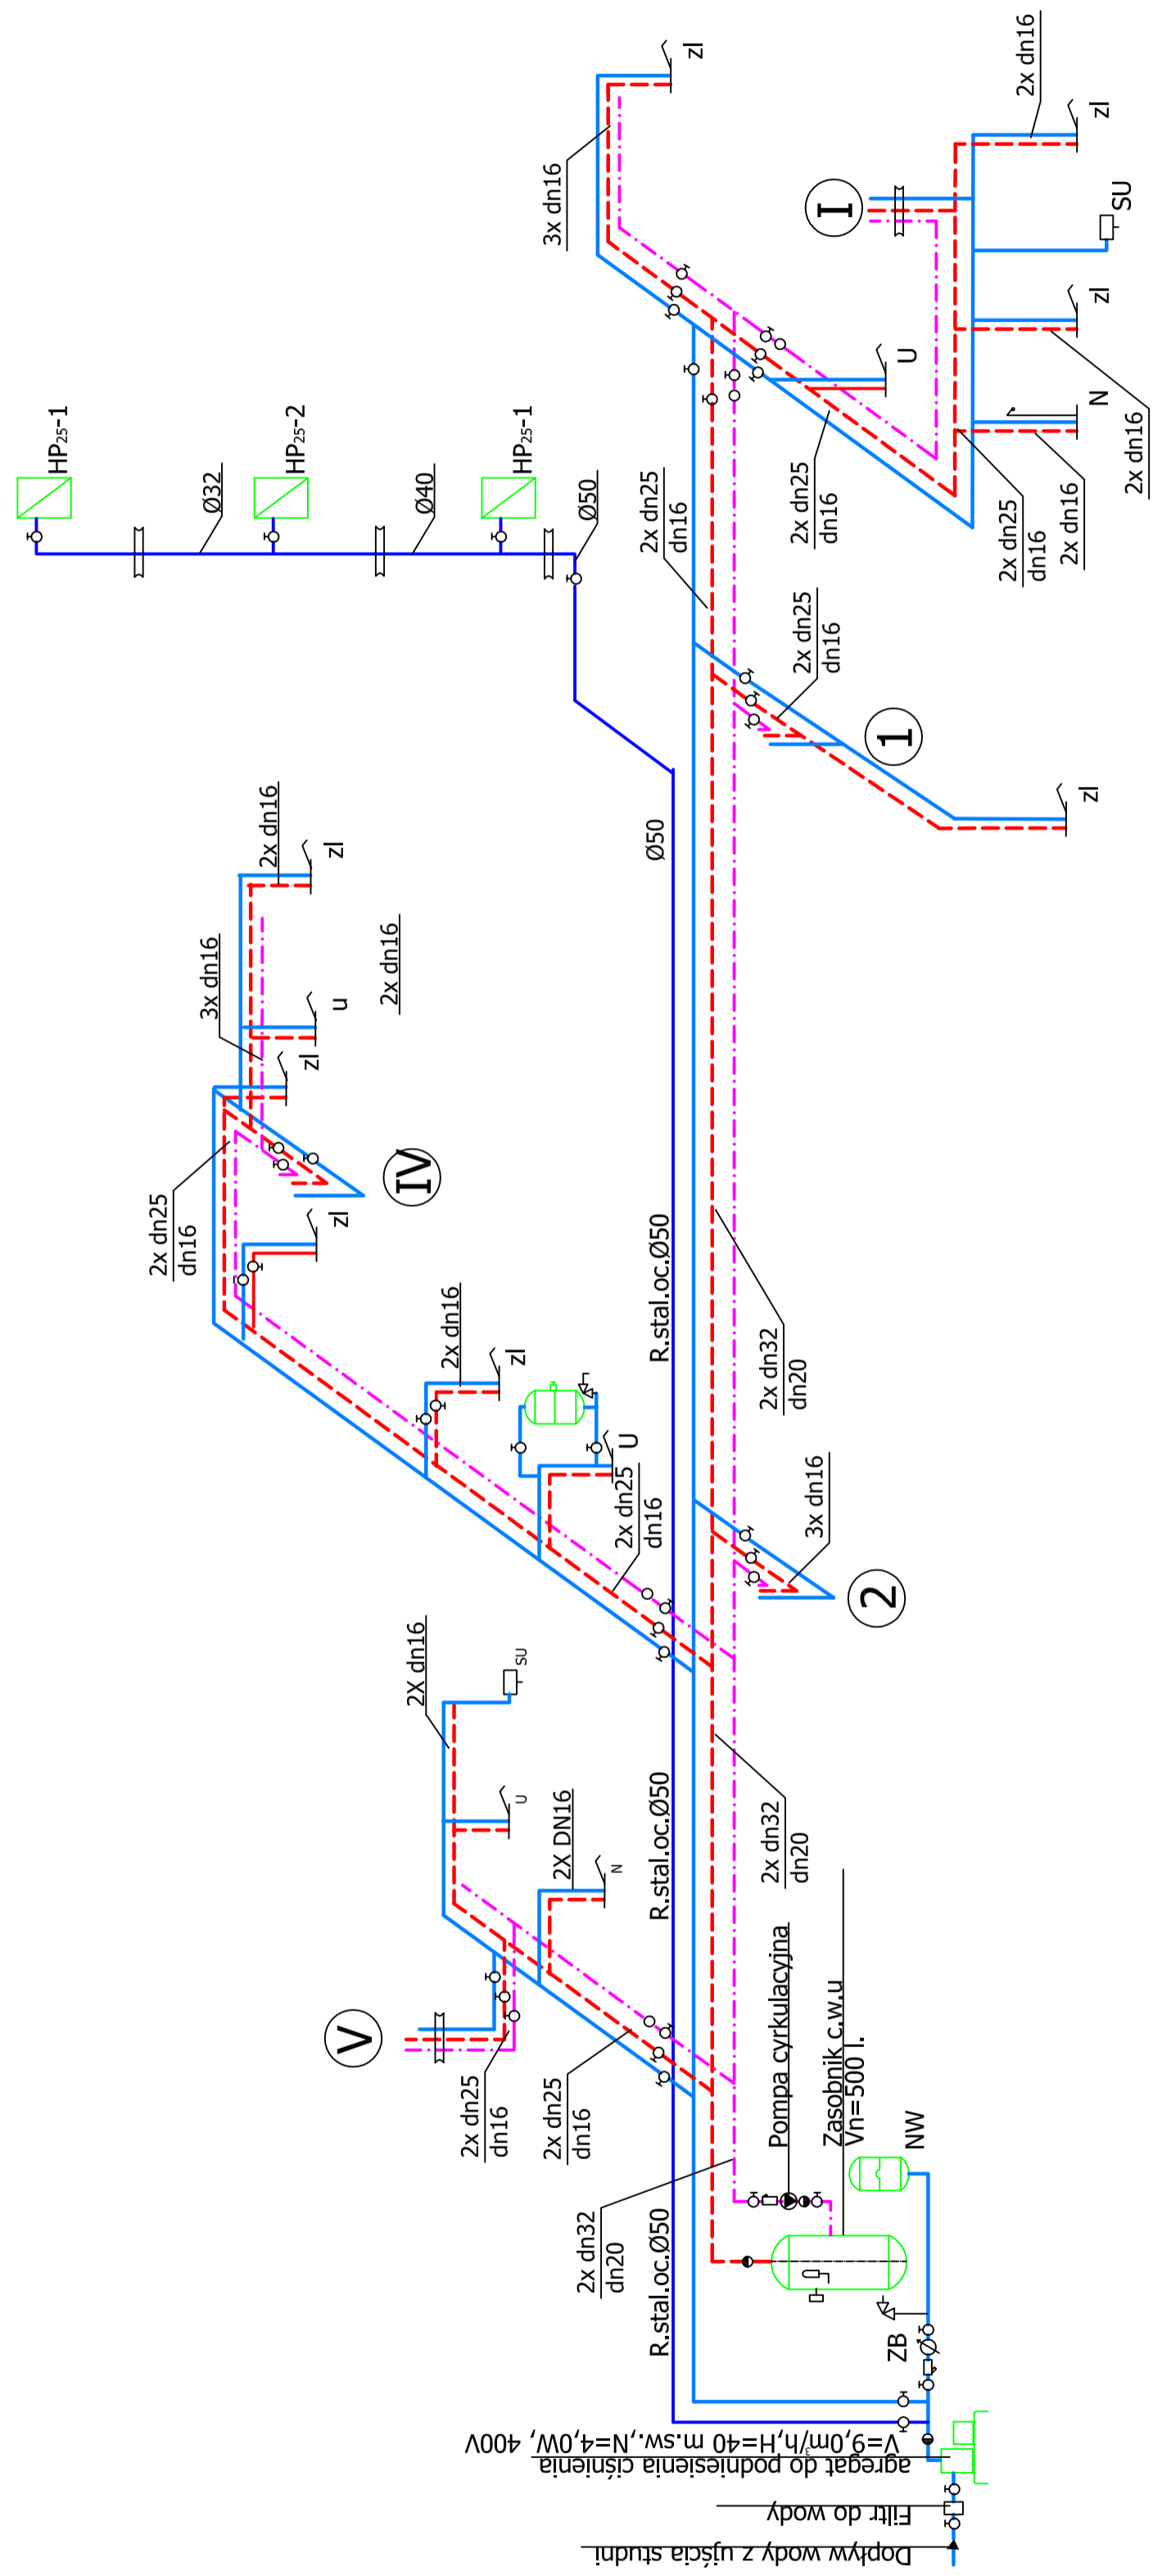 zl
3x dn16
2x dn16
I
zl
SU
zl
N
2x dn16
HP25-1
HP25-2
HP25-1
Ø32
Ø40
Ø50
U
2x dn25
dn16
2x dn25
dn16
2x dn25
dn16
2x dn16
2x dn25
dn16
1
zl
Ø50
2x dn16
zl
3x dn16
2x dn16
u
zl
IV
2x dn25
dn16
zl
R.stal.oc.Ø50
2x dn16
zl
2x dn32
dn20
U
2x dn25
dn16
3x dn16
2
2X dn16
SU
U
2X DN16
N
R.stal.oc.Ø50
2x dn32
dn20
V
2x dn25
dn16
2x dn25
dn16
Pompa cyrkulacyjna
Zasobnik c.w.u
Vn=500 l.
NW
2x dn32
dn20
R.stal.oc.Ø50
ZB
V=9,0m³/h,H=40 m.sw.,N=4,0W, 400V
agregat do podniesienia ciśnienia
Filtr do wody
Dopływ wody z ujścia studni